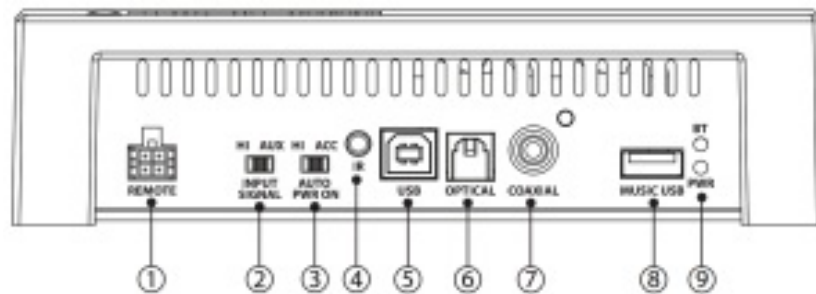 BT
HI AUX HI ACC
IR
REMOTE INPUT SIGNAL AUTO PWR ON USB OPTICAL COAXIAL MUSIC USB PWR
① ② ③ ④ ⑤ ⑥ ⑦ ⑧ ⑨